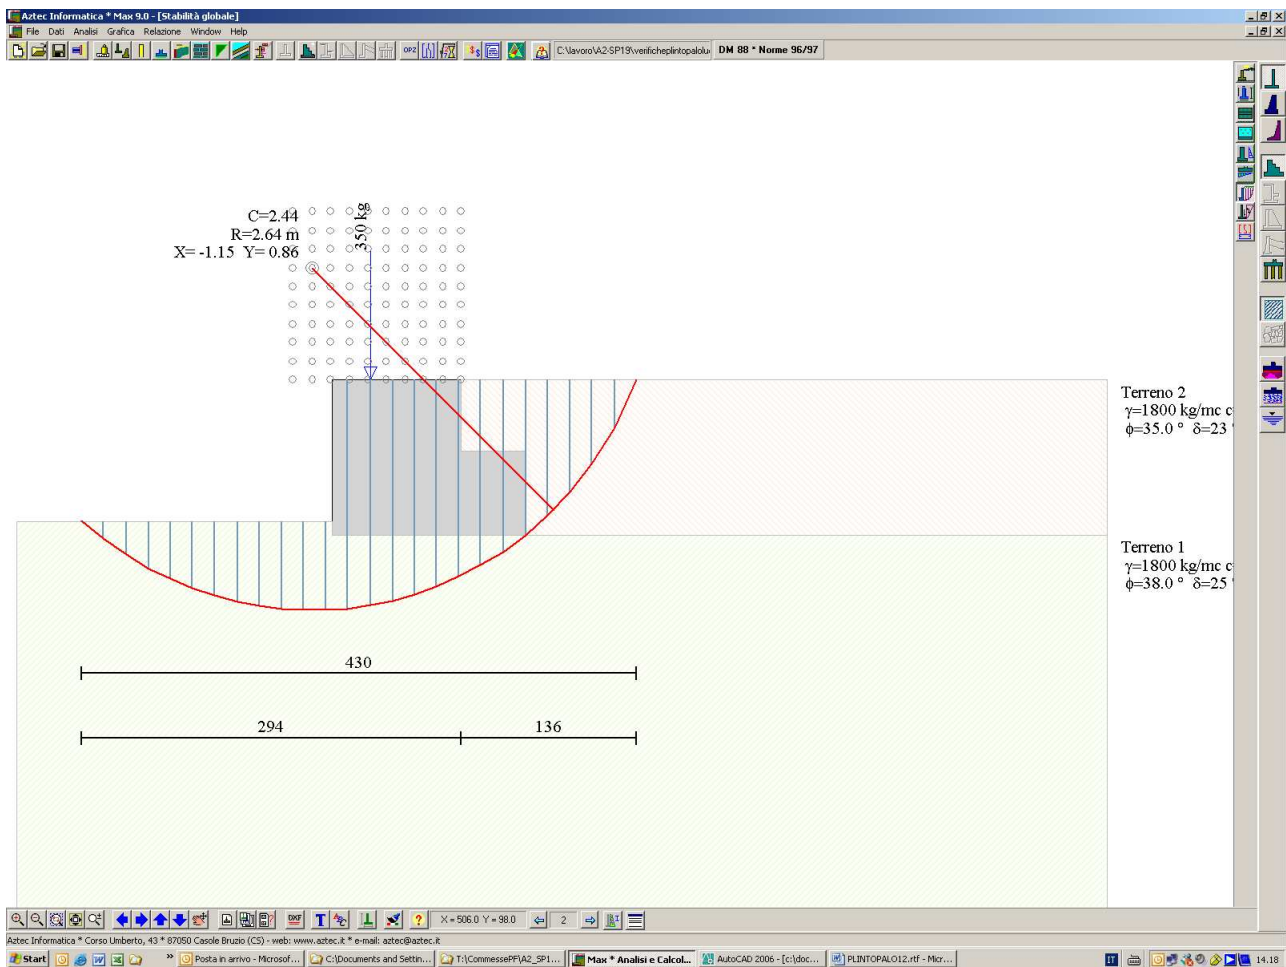 Aztec Informatica * Max 9.0 - [Stabilità globale]
File Dati Analisi Grafica Relazione Window Help
OPZ
C:\lavoro\A2-SP19\verificheplintopalolu
DM 88 * Norme 96/97
350 kg
C=2.44
R=2.64 m
X= -1.15 Y= 0.86
Terreno 2
γ=1800 kg/mc c
ϕ=35.0 ° δ=23 °
Terreno 1
γ=1800 kg/mc c
ϕ=38.0 ° δ=25 °
430
294 136
DXF
T
X = 506.0 Y = 98.0
2
Aztec Informatica * Corso Umberto, 43 * 87050 Casole Bruzio (CS) - web: www.aztec.it * e-mail: aztec@aztec.it
Start
Posta in arrivo - Microsof...
C:\Documents and Settin...
T:\CommessePF\A2_SP1...
Max * Analisi e Calcol...
AutoCAD 2006 - [c:\doc...
PLINTOPALO12.rtf - Micr...
IT
14.18